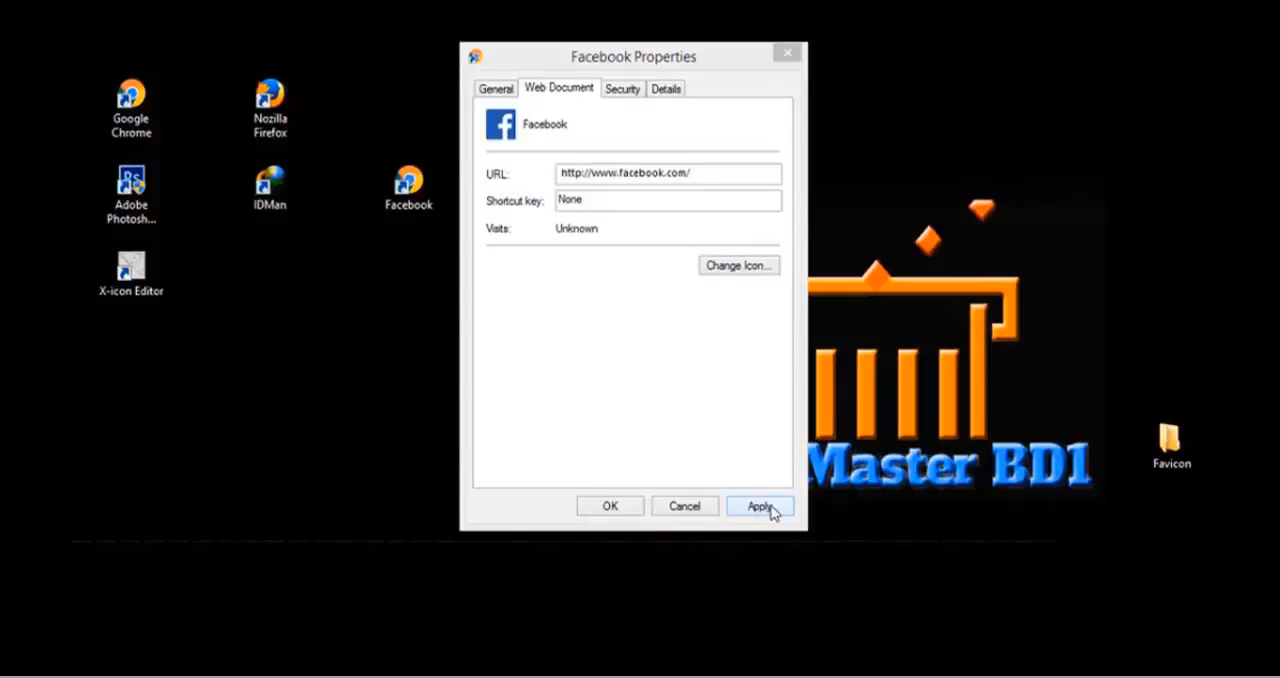 Facebook Properties
General
Web Document
Security
Details
Facebook
URL:
http://www.facebook.com/
Shortcut key:
None
Visits:
Unknown
Change Icon...
OK
Cancel
Apply
Google
Chrome
Nozilla
Firefox
Ps
Adobe
Photosh...
IDMan
Facebook
X-icon Editor
Master BD1
Favicon